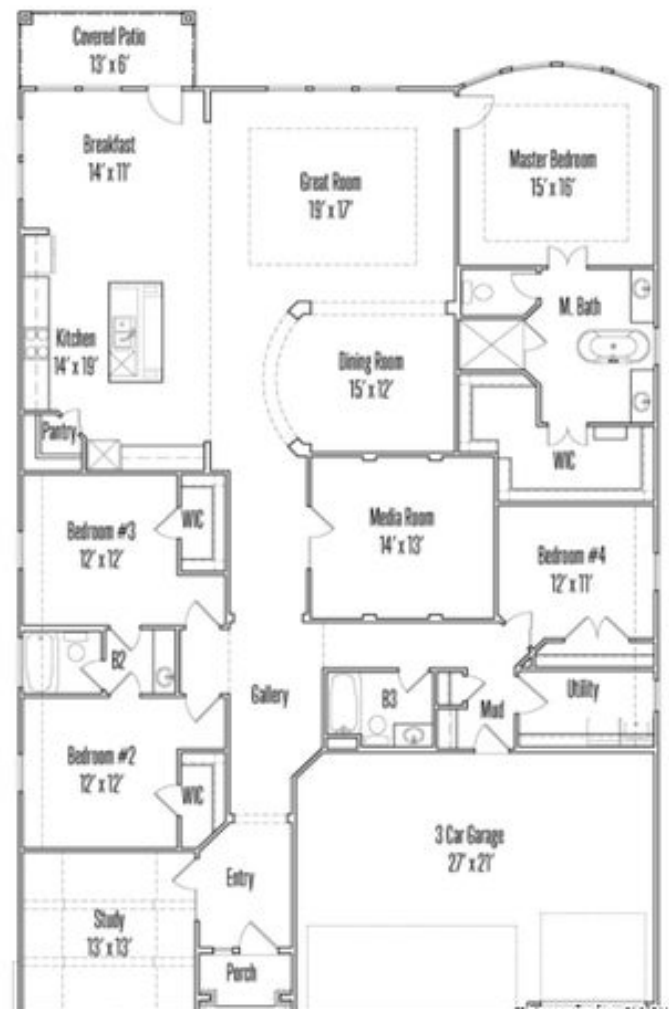 Covered Patio
13' x 6'
Breakfast
14' x 11'
Great Room
19' x 17'
Master Bedroom
15' x 16'
M. Bath
Kitchen
14' x 19'
Dining Room
15' x 12'
Pantry
WIC
Media Room
14' x 13'
WIC
Bedroom #3
12' x 12'
Bedroom #4
12' x 11'
B2
Gallery
B3
Mud
Utility
Bedroom #2
12' x 12'
WIC
3 Car Garage
27' x 21'
Entry
Study
13' x 13'
Porch